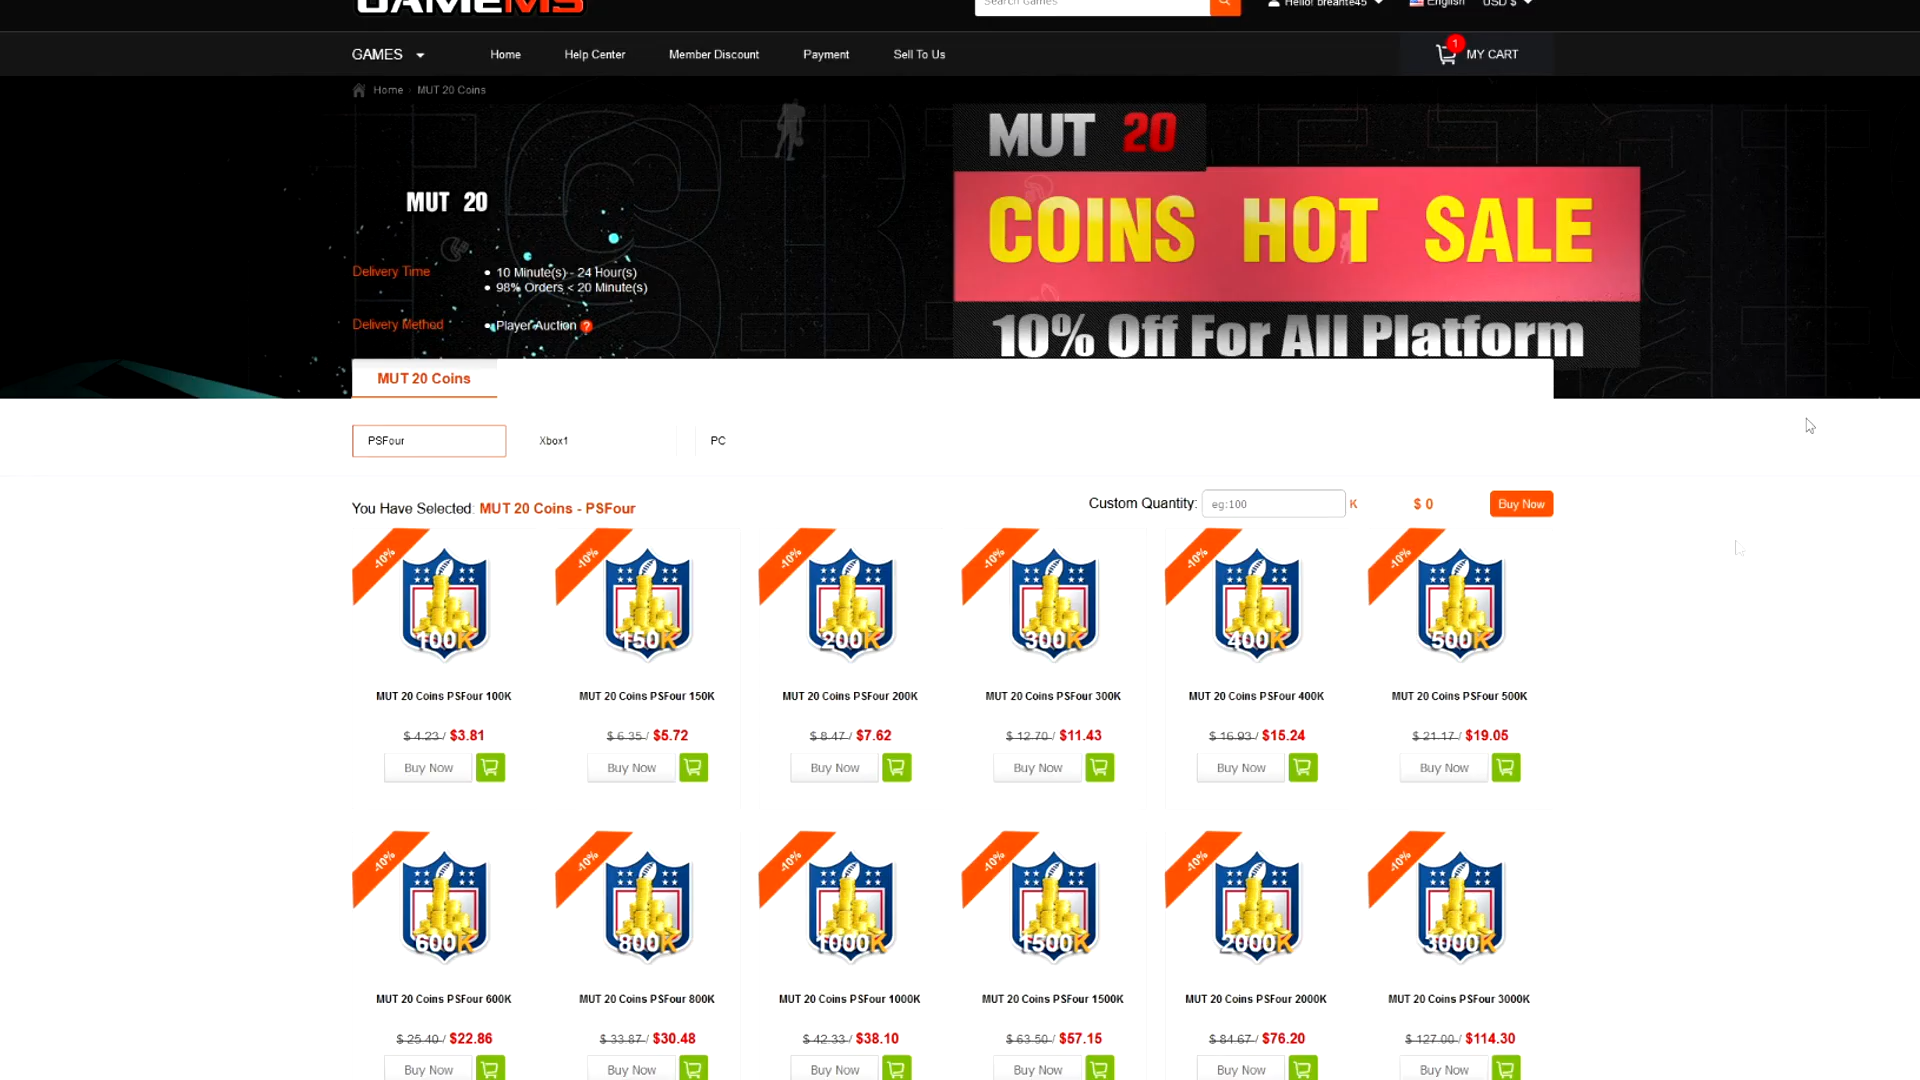 GAMEMS
Search Games
Hello! breante45
English
USD $
GAMES
Home
Help Center
Member Discount
Payment
Sell To Us
1
MY CART
Home › MUT 20 Coins
MUT 20
COINS HOT SALE
10% Off For All Platform
MUT 20
Delivery Time
• 10 Minute(s) - 24 Hour(s)
• 98% Orders < 20 Minute(s)
Delivery Method
• Player Auction ?
MUT 20 Coins
PSFour
Xbox1
PC
You Have Selected: MUT 20 Coins - PSFour
Custom Quantity: eg:100 K $ 0 Buy Now
-10% -10% -10% -10% -10% -10%
100K 150K 200K 300K 400K 500K
MUT 20 Coins PSFour 100K MUT 20 Coins PSFour 150K MUT 20 Coins PSFour 200K MUT 20 Coins PSFour 300K MUT 20 Coins PSFour 400K MUT 20 Coins PSFour 500K
$ 4.23 / $3.81 $ 6.35 / $5.72 $ 8.47 / $7.62 $ 12.70 / $11.43 $ 16.93 / $15.24 $ 21.17 / $19.05
Buy Now Buy Now Buy Now Buy Now Buy Now Buy Now
-10% -10% -10% -10% -10% -10%
600K 800K 1000K 1500K 2000K 3000K
MUT 20 Coins PSFour 600K MUT 20 Coins PSFour 800K MUT 20 Coins PSFour 1000K MUT 20 Coins PSFour 1500K MUT 20 Coins PSFour 2000K MUT 20 Coins PSFour 3000K
$ 25.40 / $22.86 $ 33.87 / $30.48 $ 42.33 / $38.10 $ 63.50 / $57.15 $ 84.67 / $76.20 $ 127.00 / $114.30
Buy Now Buy Now Buy Now Buy Now Buy Now Buy Now